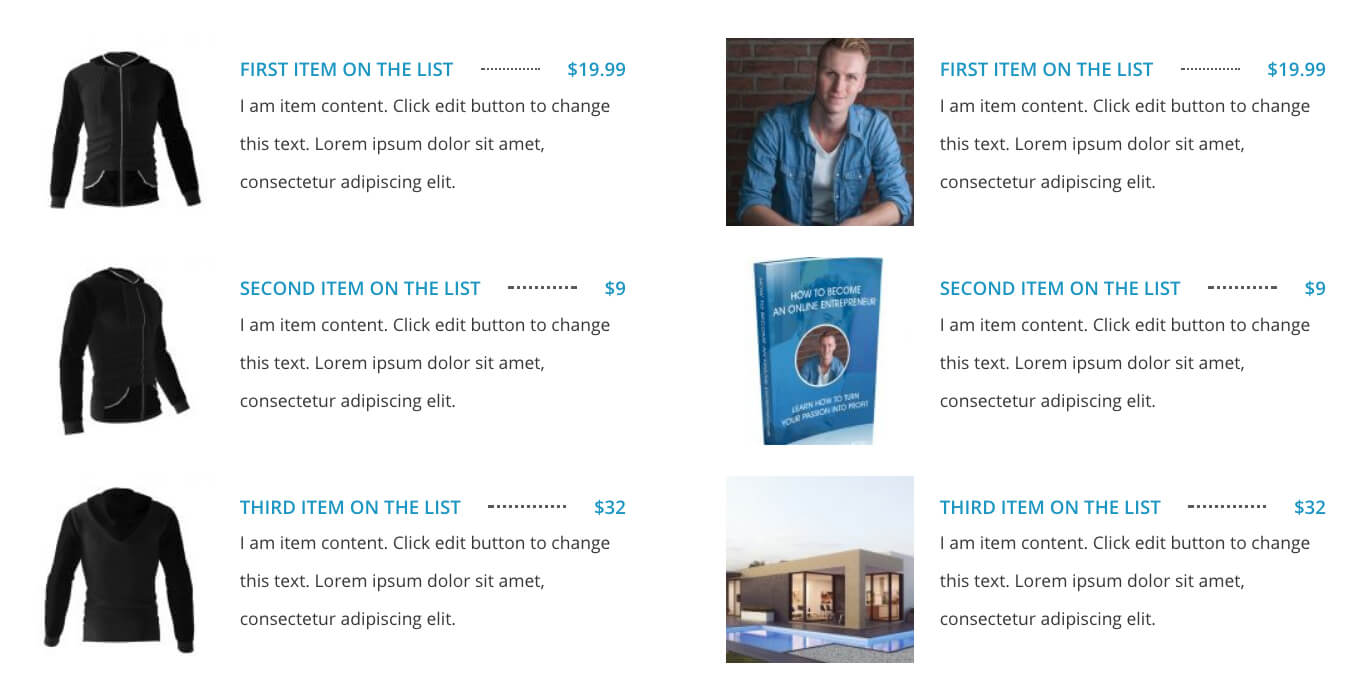 FIRST ITEM ON THE LIST $19.99
I am item content. Click edit button to change
this text. Lorem ipsum dolor sit amet,
consectetur adipiscing elit.
SECOND ITEM ON THE LIST $9
I am item content. Click edit button to change
this text. Lorem ipsum dolor sit amet,
consectetur adipiscing elit.
THIRD ITEM ON THE LIST $32
I am item content. Click edit button to change
this text. Lorem ipsum dolor sit amet,
consectetur adipiscing elit.
FIRST ITEM ON THE LIST $19.99
I am item content. Click edit button to change
this text. Lorem ipsum dolor sit amet,
consectetur adipiscing elit.
HOW TO BECOME
AN ONLINE ENTREPRENEUR
LEARN HOW TO TURN
YOUR PASSION INTO PROFIT
SECOND ITEM ON THE LIST $9
I am item content. Click edit button to change
this text. Lorem ipsum dolor sit amet,
consectetur adipiscing elit.
THIRD ITEM ON THE LIST $32
I am item content. Click edit button to change
this text. Lorem ipsum dolor sit amet,
consectetur adipiscing elit.